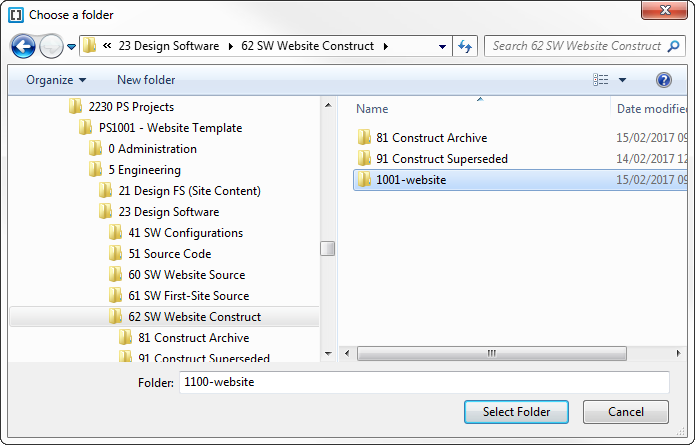 Choose a folder
« 23 Design Software 62 SW Website Construct Search 62 SW Website Construct
Organize New folder
2230 PS Projects
PS1001 - Website Template
0 Administration
5 Engineering
21 Design FS (Site Content)
23 Design Software
41 SW Configurations
51 Source Code
60 SW Website Source
61 SW First-Site Source
62 SW Website Construct
81 Construct Archive
91 Construct Superseded
Name Date modified
81 Construct Archive 15/02/2017 09
91 Construct Superseded 14/02/2017 12
1001-website 15/02/2017 09
Folder: 1100-website
Select Folder Cancel